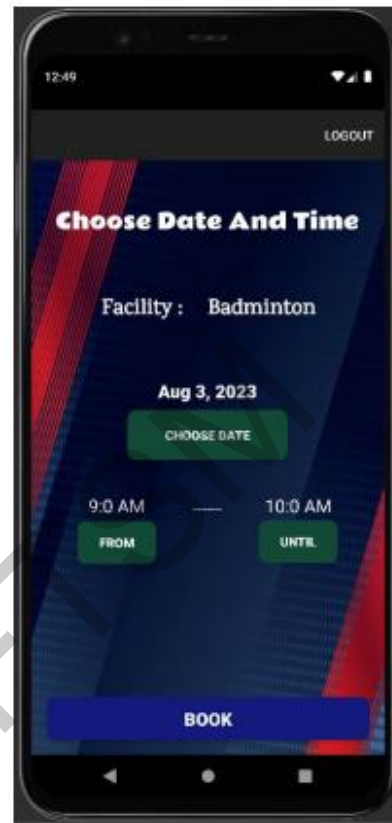 12:49
LOGOUT
Choose Date And Time
Facility : Badminton
Aug 3, 2023
CHOOSE DATE
9:0 AM ----- 10:0 AM
FROM UNTIL
BOOK
FTSM